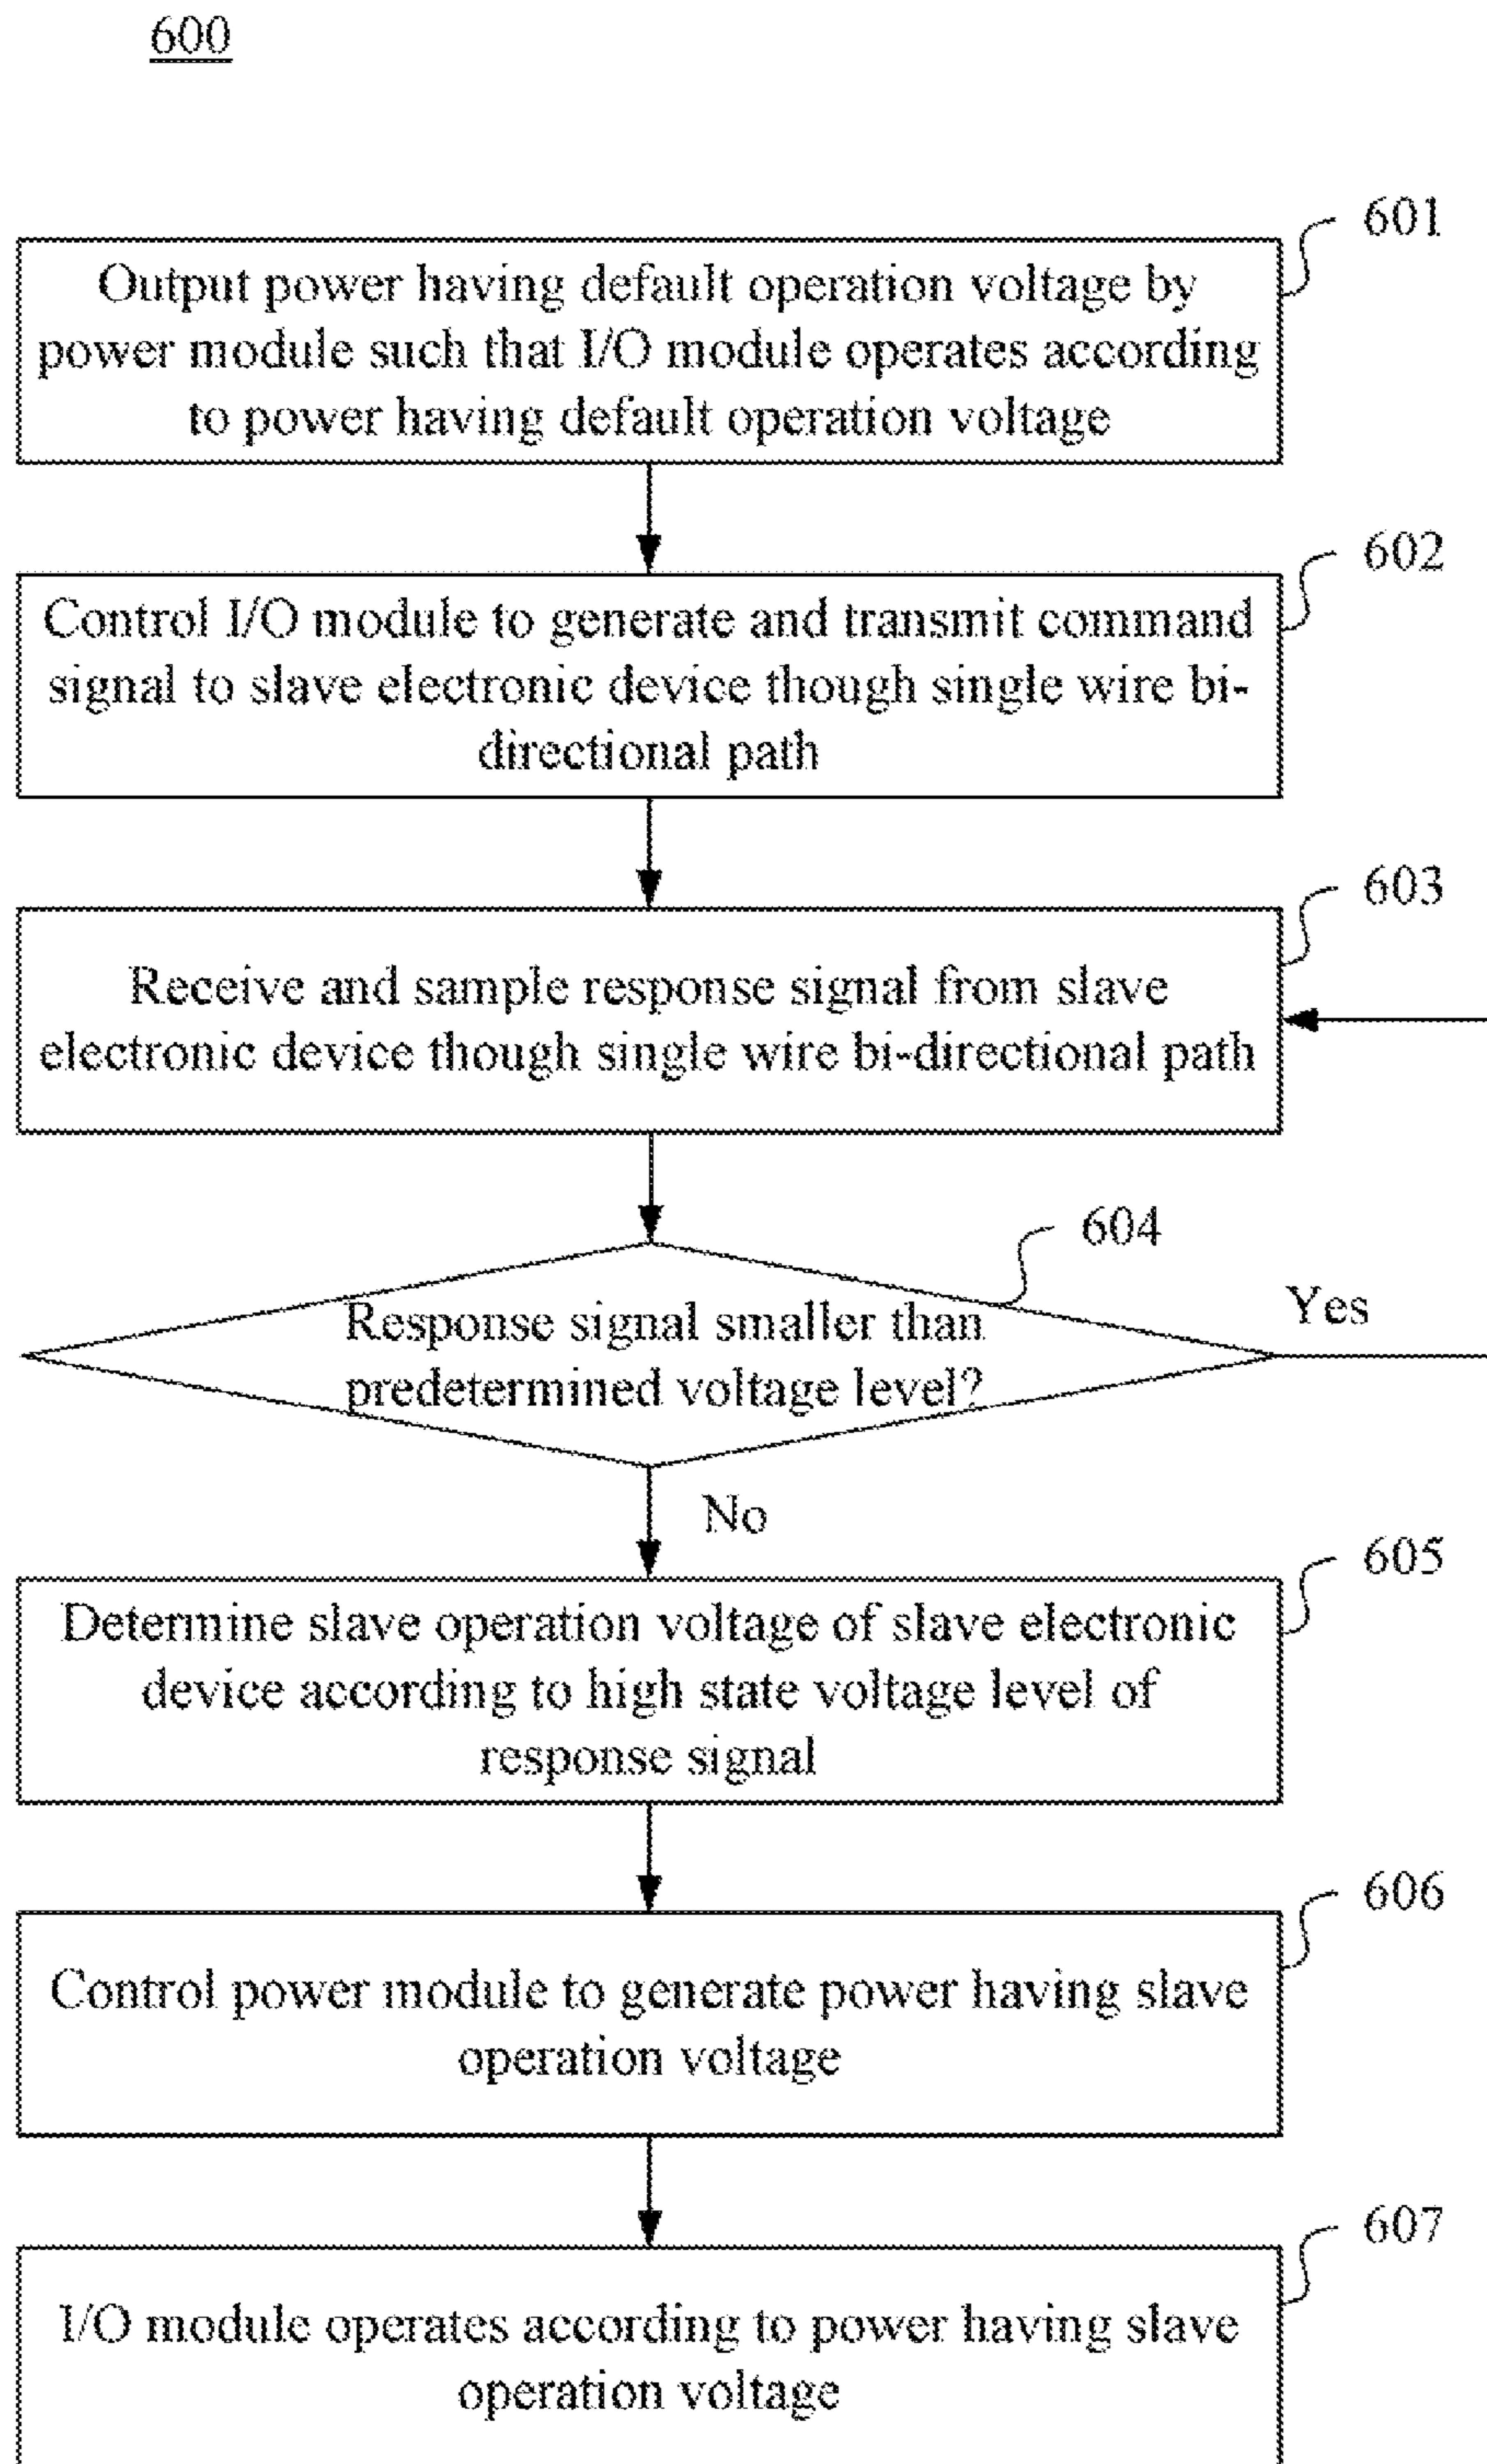 600
601
Output power having default operation voltage by
power module such that I/O module operates according
to power having default operation voltage
602
Control I/O module to generate and transmit command
signal to slave electronic device though single wire bi-
directional path
603
Receive and sample response signal from slave
electronic device though single wire bi-directional path
604
Response signal smaller than
predetermined voltage level?
Yes
No
605
Determine slave operation voltage of slave electronic
device according to high state voltage level of
response signal
606
Control power module to generate power having slave
operation voltage
607
I/O module operates according to power having slave
operation voltage